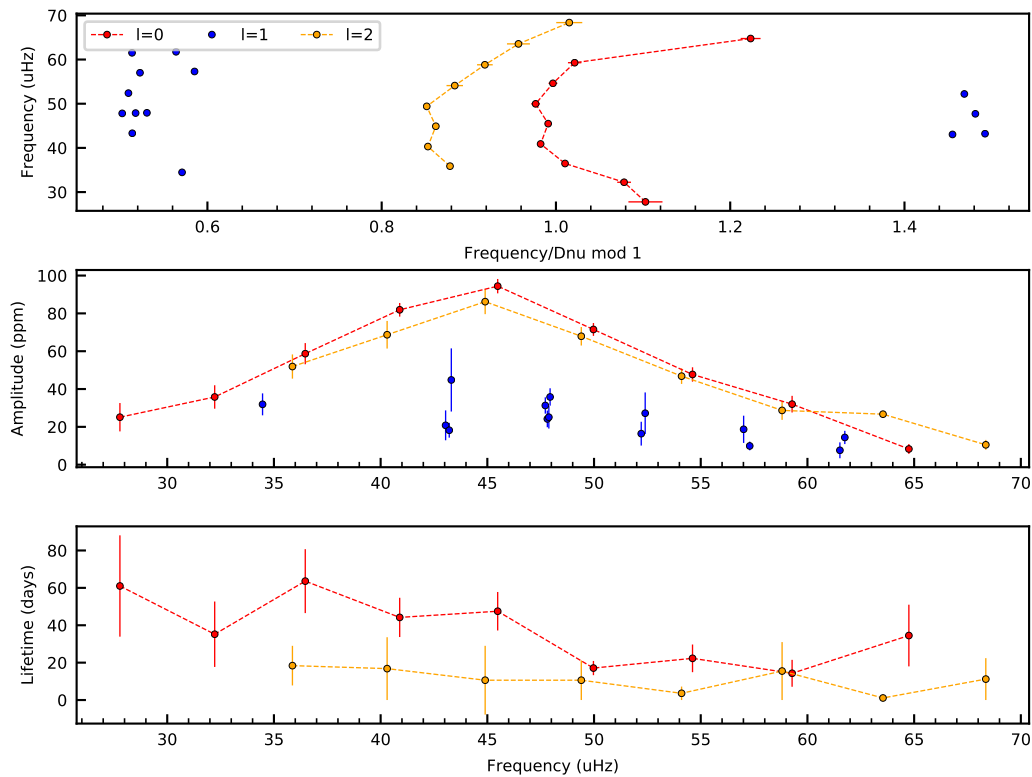 70
60
50
40
30
Frequency (uHz)
l=0 l=1 l=2
0.6 0.8 1.0 1.2 1.4
Frequency/Dnu mod 1
100
80
60
40
20
0
Amplitude (ppm)
30 35 40 45 50 55 60 65 70
80
60
40
20
0
Lifetime (days)
30 35 40 45 50 55 60 65 70
Frequency (uHz)